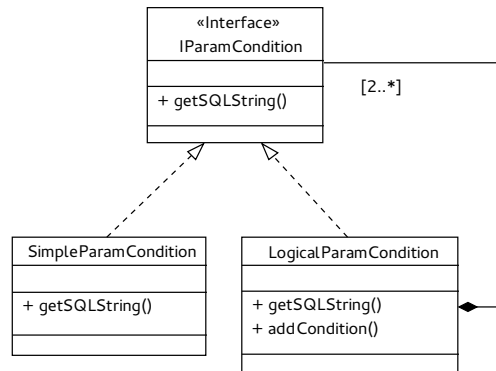 «Interface»
IParamCondition
+ getSQLString()
[2..*]
SimpleParamCondition
+ getSQLString()
LogicalParamCondition
+ getSQLString()
+ addCondition()